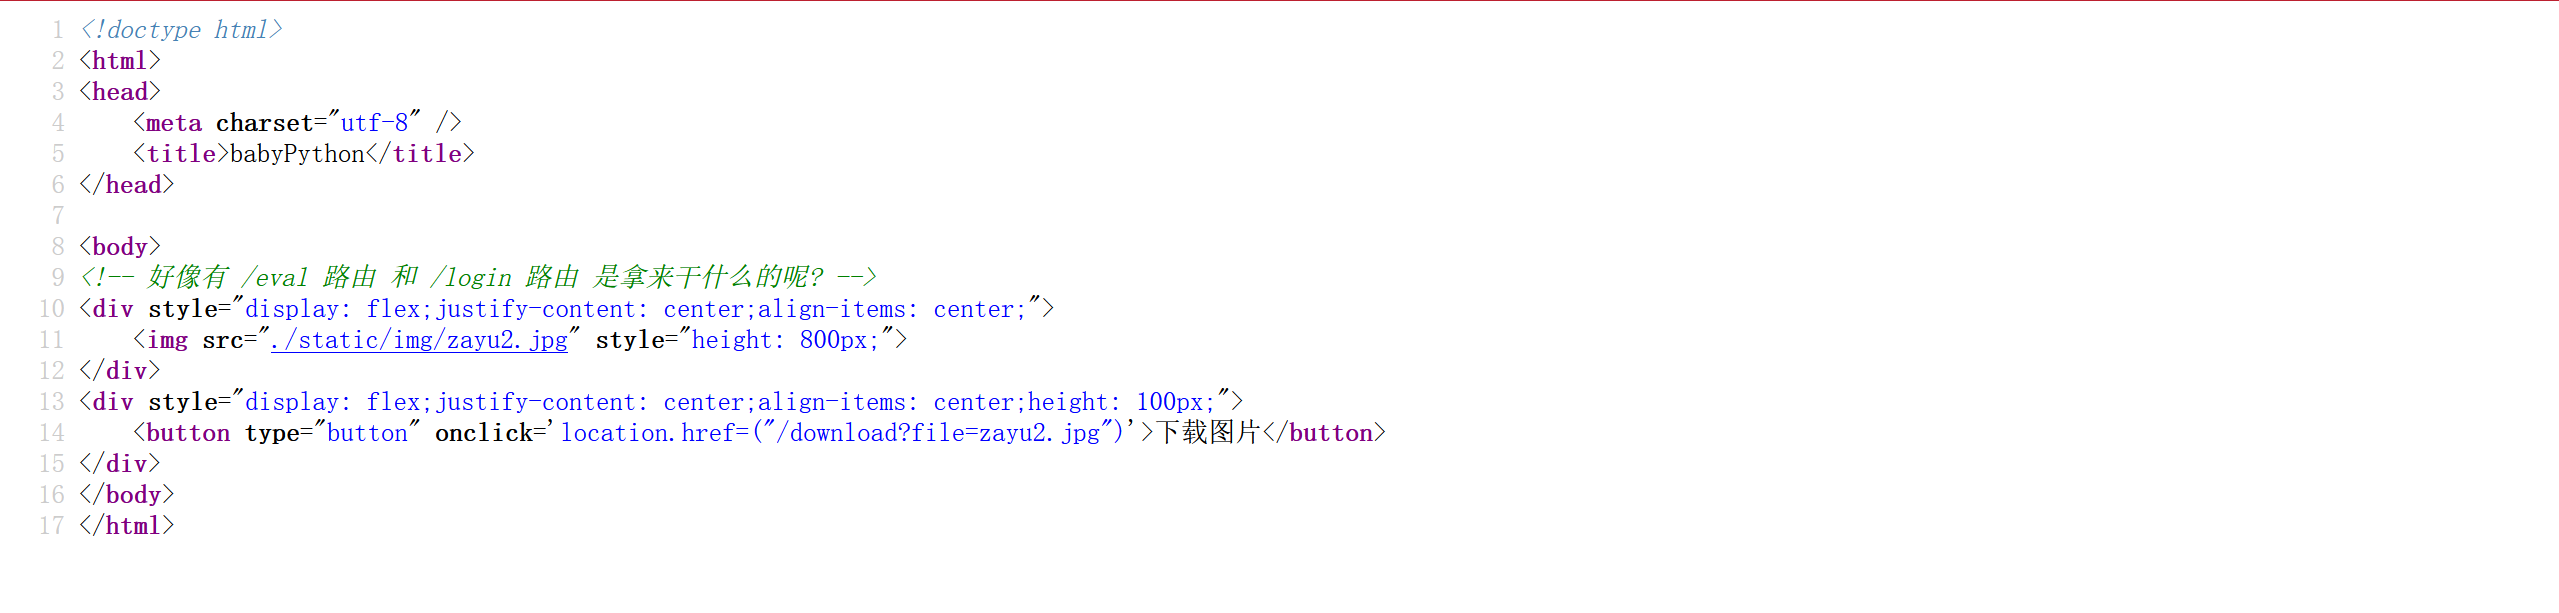 1 <!doctype html>
2 <html>
3 <head>
4     <meta charset="utf-8" />
5     <title>babyPython</title>
6 </head>
7
8 <body>
9 <!-- 好像有 /eval 路由 和 /login 路由 是拿来干什么的呢? -->
10 <div style="display: flex;justify-content: center;align-items: center;">
11     <img src="./static/img/zayu2.jpg" style="height: 800px;">
12 </div>
13 <div style="display: flex;justify-content: center;align-items: center;height: 100px;">
14     <button type="button" onclick='location.href=("/download?file=zayu2.jpg")'>下载图片</button>
15 </div>
16 </body>
17 </html>